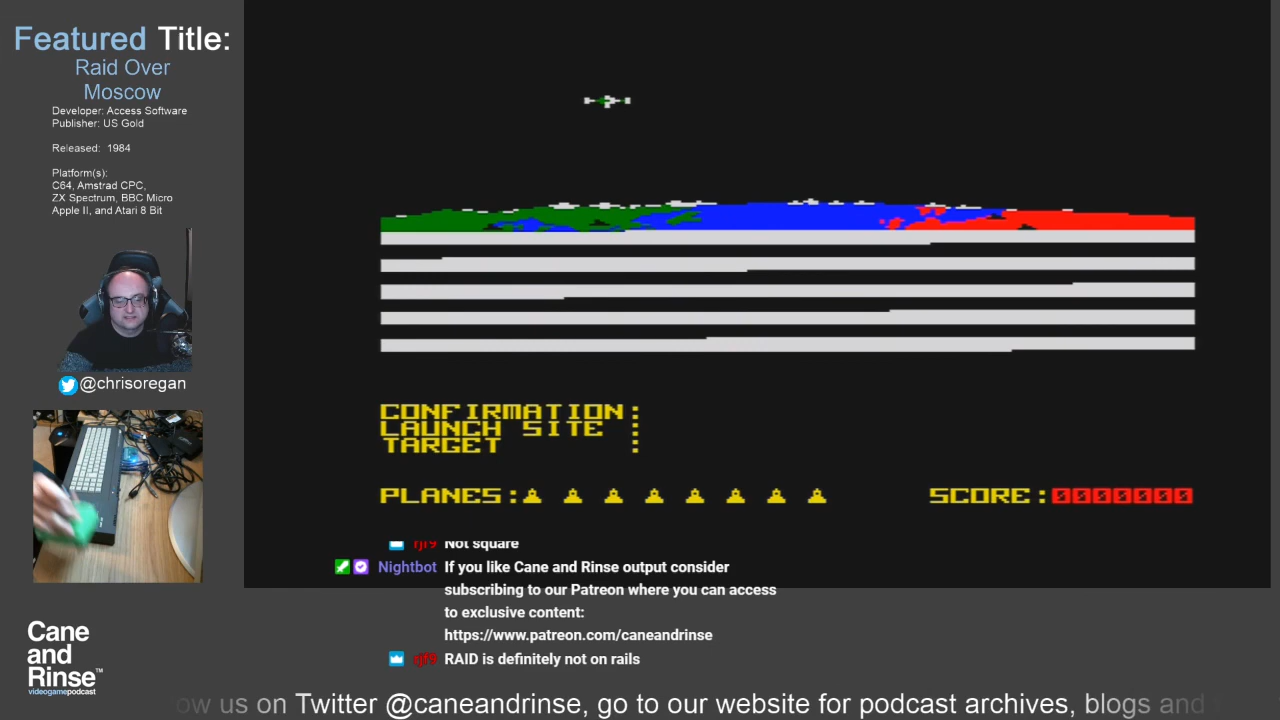 Featured Title:
Raid Over
Moscow
Developer: Access Software
Publisher: US Gold
Released: 1984
Platform(s):
C64, Amstrad CPC,
ZX Spectrum, BBC Micro
Apple II, and Atari 8 Bit
@chrisoregan
Cane
and
Rinse™
videogamepodcast
CONFIRMATION:
LAUNCH SITE :
TARGET :
PLANES: SCORE:0000000
rjf9 Not square
Nightbot If you like Cane and Rinse output consider
subscribing to our Patreon where you can access
to exclusive content:
https://www.patreon.com/caneandrinse
rjf9 RAID is definitely not on rails
ow us on Twitter @caneandrinse, go to our website for podcast archives, blogs and